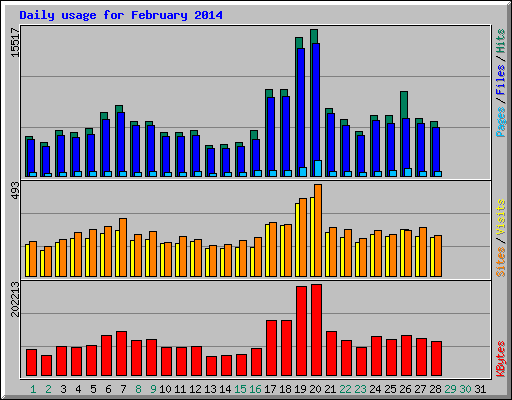 Daily usage for February 2014
15517
Pages / Files / Hits
493
Sites / Visits
202213
KBytes
1 2 3 4 5 6 7 8 9 10 11 12 13 14 15 16 17 18 19 20 21 22 23 24 25 26 27 28 29 30 31